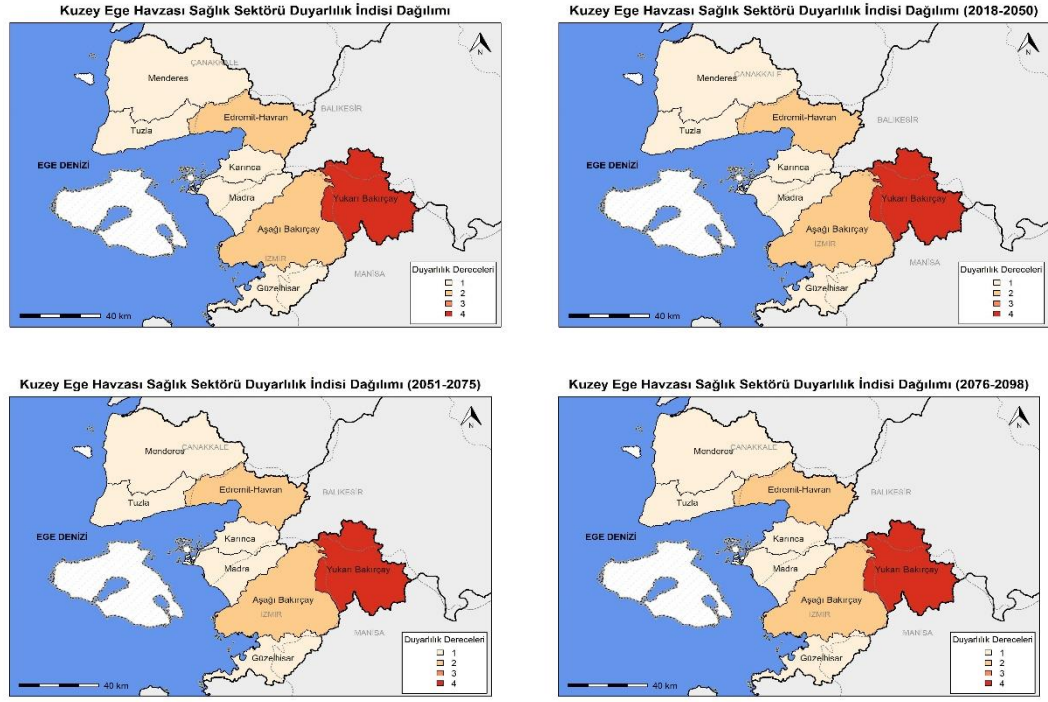 Kuzey Ege Havzası Sağlık Sektörü Duyarlılık İndisi Dağılımı
N
ÇANAKKALE
Menderes
BALIKESİR
Edremit-Havran
Tuzla
EGE DENİZİ
Karınca
Madra
Yukarı Bakırçay
Aşağı Bakırçay
İZMİR
MANİSA
Güzelhisar
Duyarlılık Dereceleri
1
2
3
4
40 km
Kuzey Ege Havzası Sağlık Sektörü Duyarlılık İndisi Dağılımı (2018-2050)
N
ÇANAKKALE
Menderes
BALIKESİR
Edremit-Havran
Tuzla
EGE DENİZİ
Karınca
Madra
Yukarı Bakırçay
Aşağı Bakırçay
İZMİR
MANİSA
Güzelhisar
Duyarlılık Dereceleri
1
2
3
4
40 km
Kuzey Ege Havzası Sağlık Sektörü Duyarlılık İndisi Dağılımı (2051-2075)
N
ÇANAKKALE
Menderes
BALIKESİR
Edremit-Havran
Tuzla
EGE DENİZİ
Karınca
Madra
Yukarı Bakırçay
Aşağı Bakırçay
İZMİR
MANİSA
Güzelhisar
Duyarlılık Dereceleri
1
2
3
4
40 km
Kuzey Ege Havzası Sağlık Sektörü Duyarlılık İndisi Dağılımı (2076-2098)
N
ÇANAKKALE
Menderes
BALIKESİR
Edremit-Havran
Tuzla
EGE DENİZİ
Karınca
Madra
Yukarı Bakırçay
Aşağı Bakırçay
İZMİR
MANİSA
Güzelhisar
Duyarlılık Dereceleri
1
2
3
4
40 km